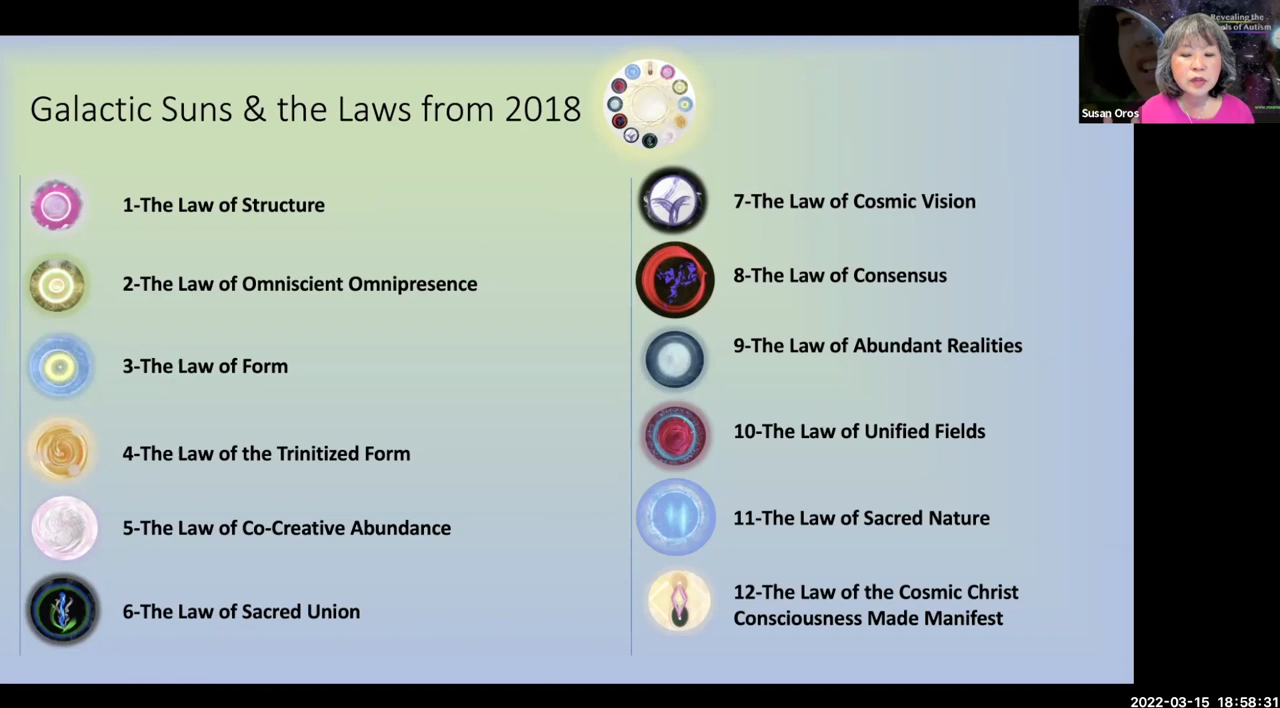 Galactic Suns & the Laws from 2018
1-The Law of Structure
2-The Law of Omniscient Omnipresence
3-The Law of Form
4-The Law of the Trinitized Form
5-The Law of Co-Creative Abundance
6-The Law of Sacred Union
7-The Law of Cosmic Vision
8-The Law of Consensus
9-The Law of Abundant Realities
10-The Law of Unified Fields
11-The Law of Sacred Nature
12-The Law of the Cosmic Christ
Consciousness Made Manifest
Revealing the
of Autism
Susan Oros
2022-03-15 18:58:31